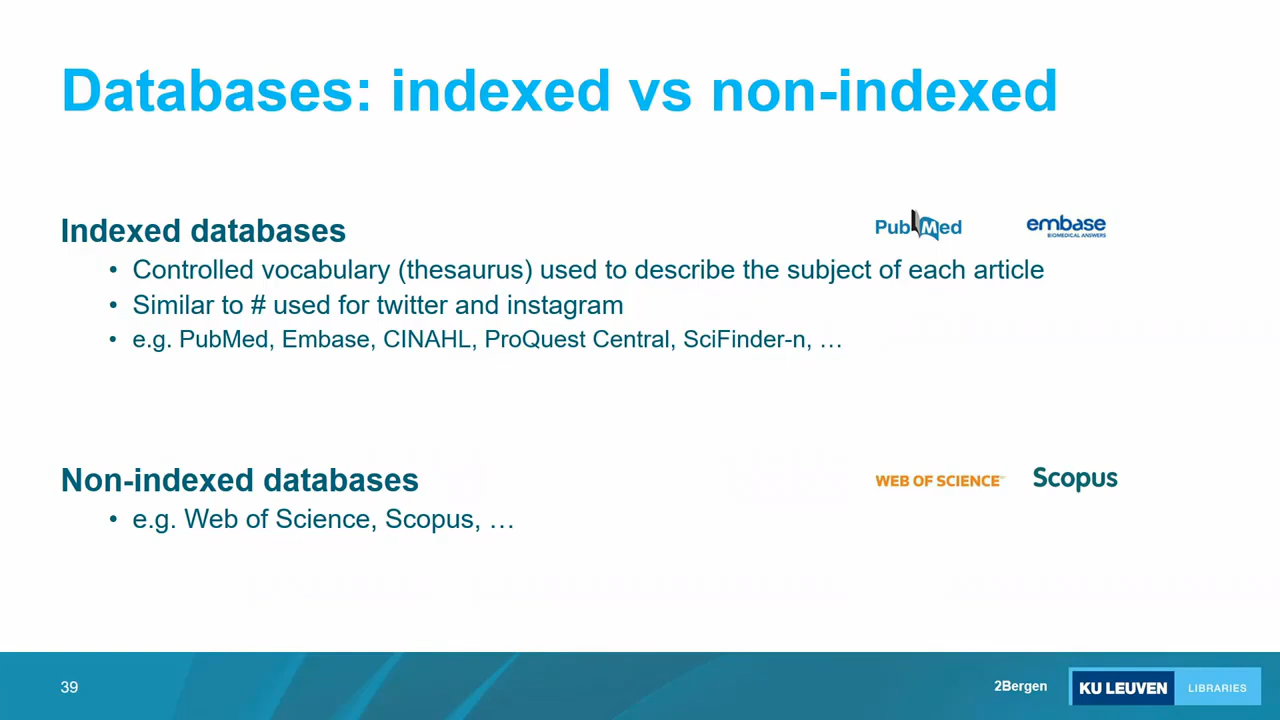 Databases: indexed vs non-indexed
Indexed databases
PubMed
embase
BIOMEDICAL ANSWERS
• Controlled vocabulary (thesaurus) used to describe the subject of each article
• Similar to # used for twitter and instagram
• e.g. PubMed, Embase, CINAHL, ProQuest Central, SciFinder-n, …
Non-indexed databases
WEB OF SCIENCE
Scopus
• e.g. Web of Science, Scopus, …
39
2Bergen
KU LEUVEN
LIBRARIES